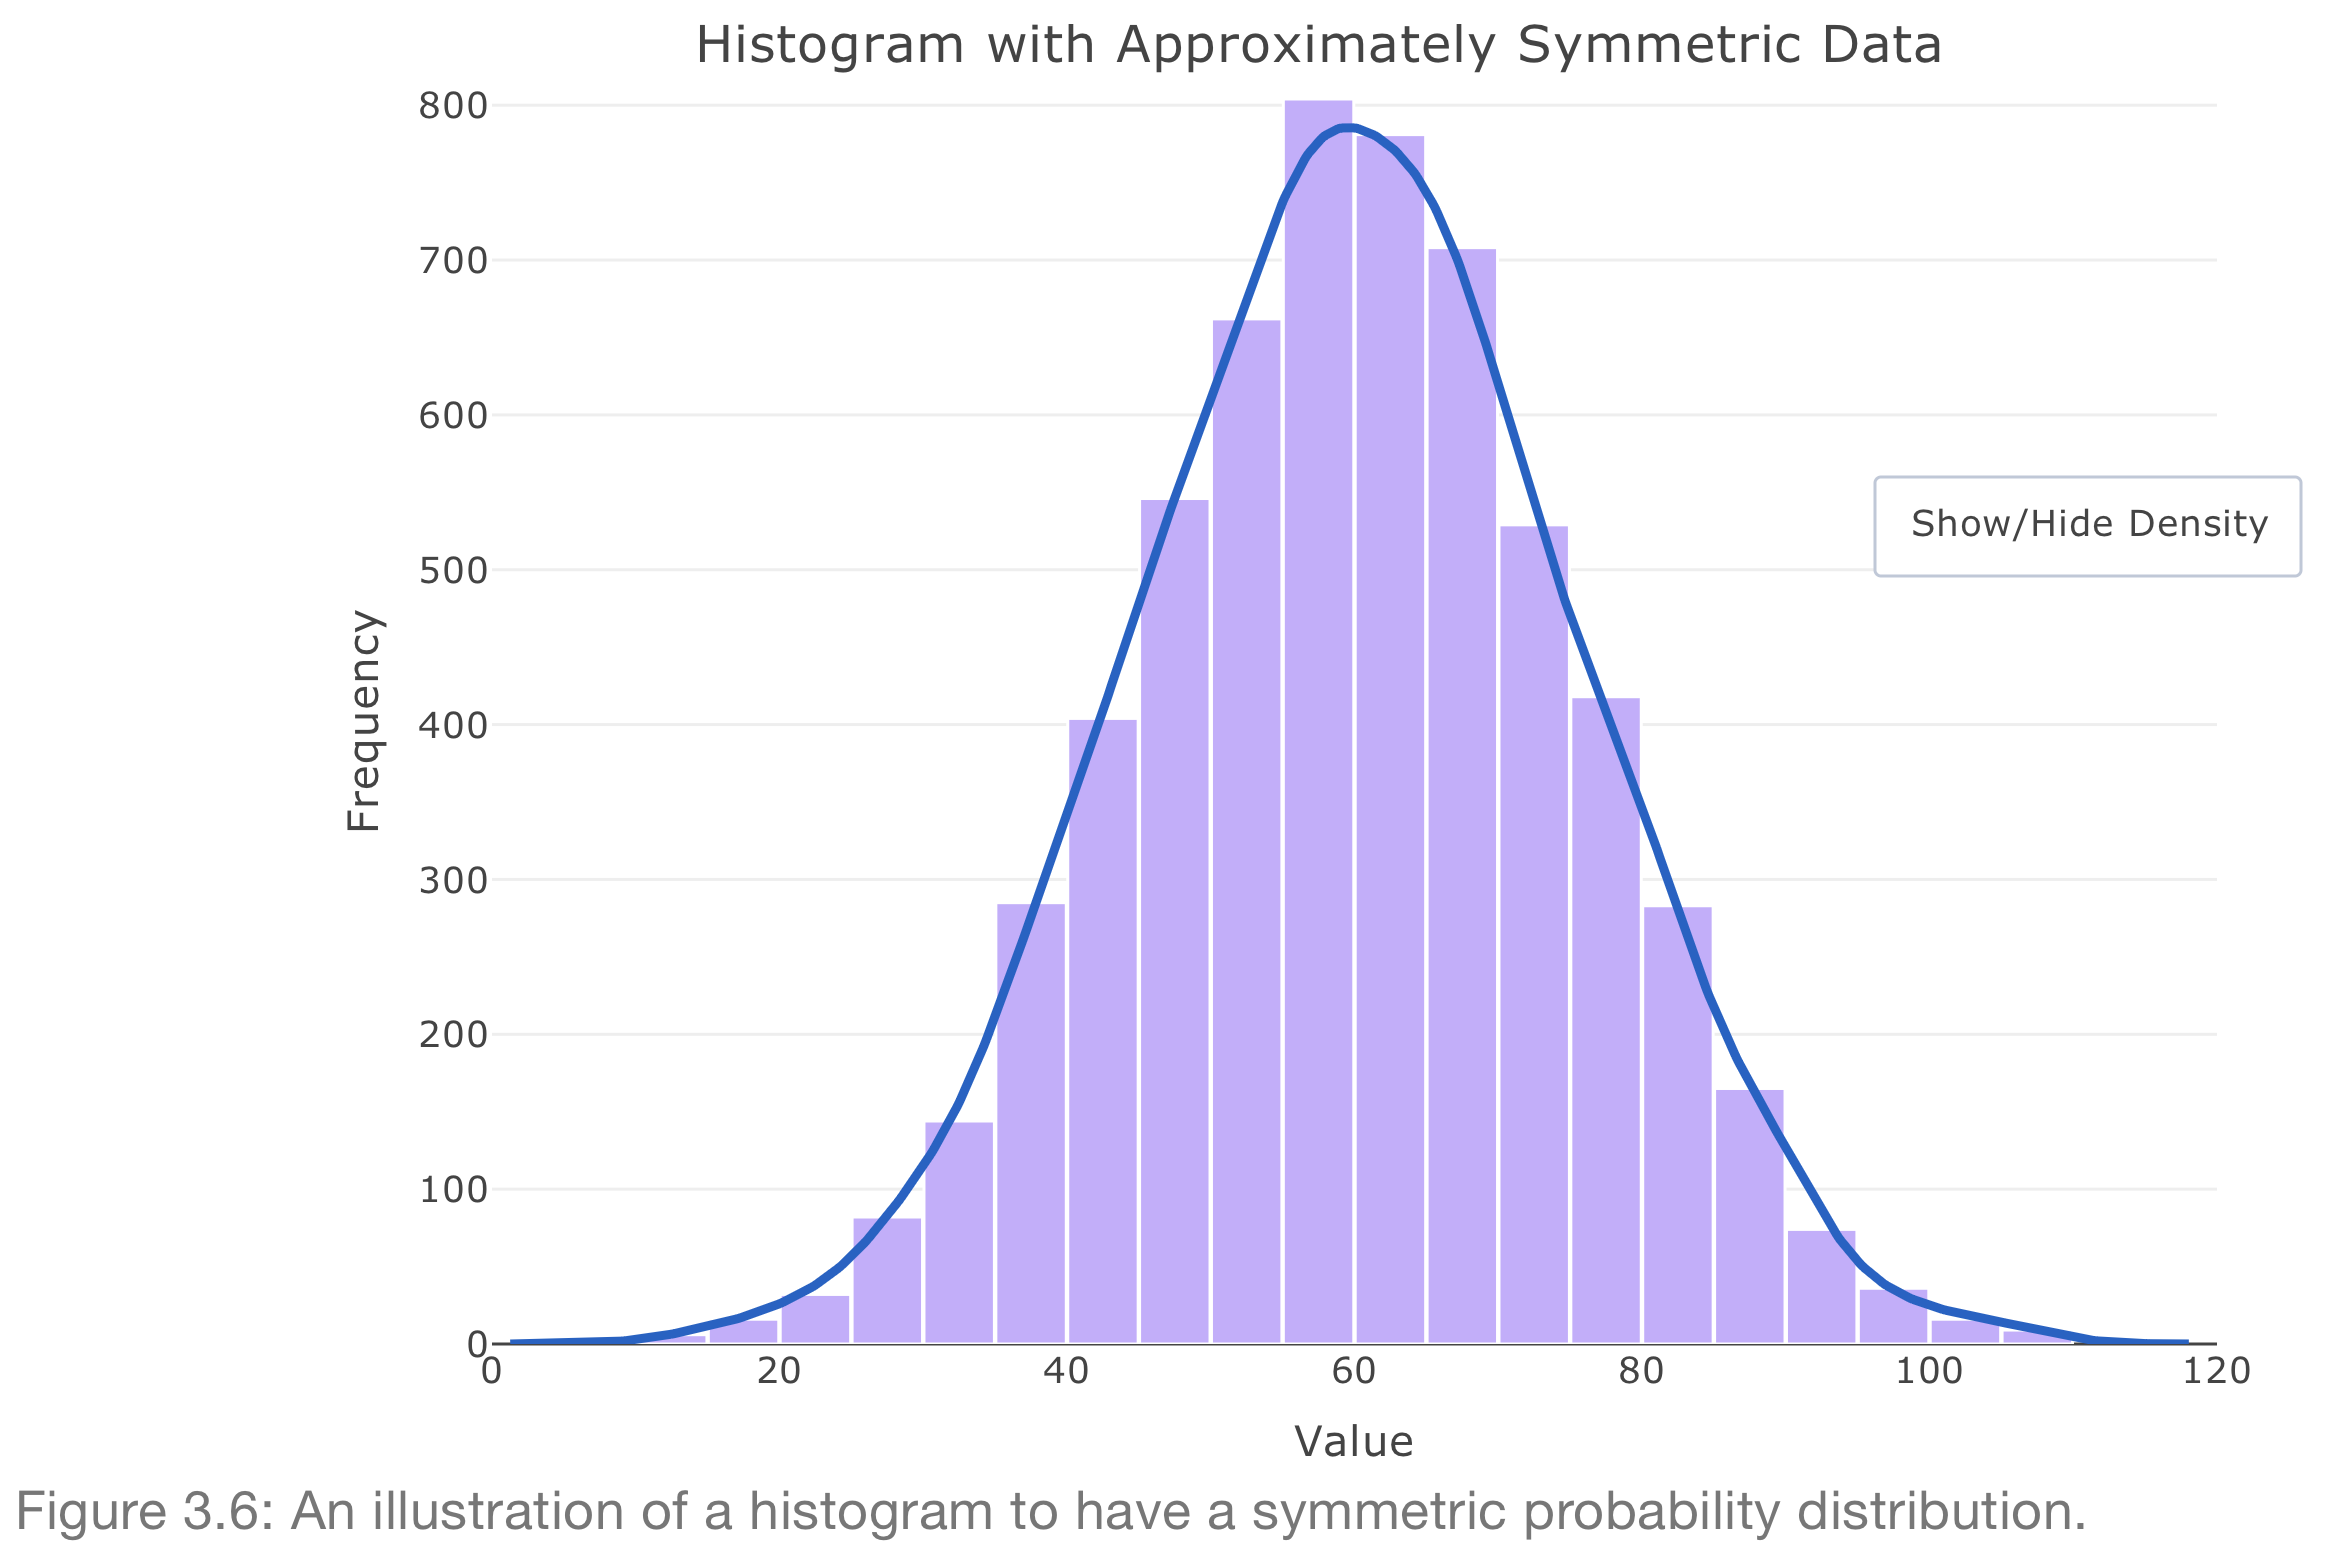 Histogram with Approximately Symmetric Data
800
700
600
500
400
300
200
100
0
Frequency
Show/Hide Density
0 20 40 60 80 100 120
Value
Figure 3.6: An illustration of a histogram to have a symmetric probability distribution.